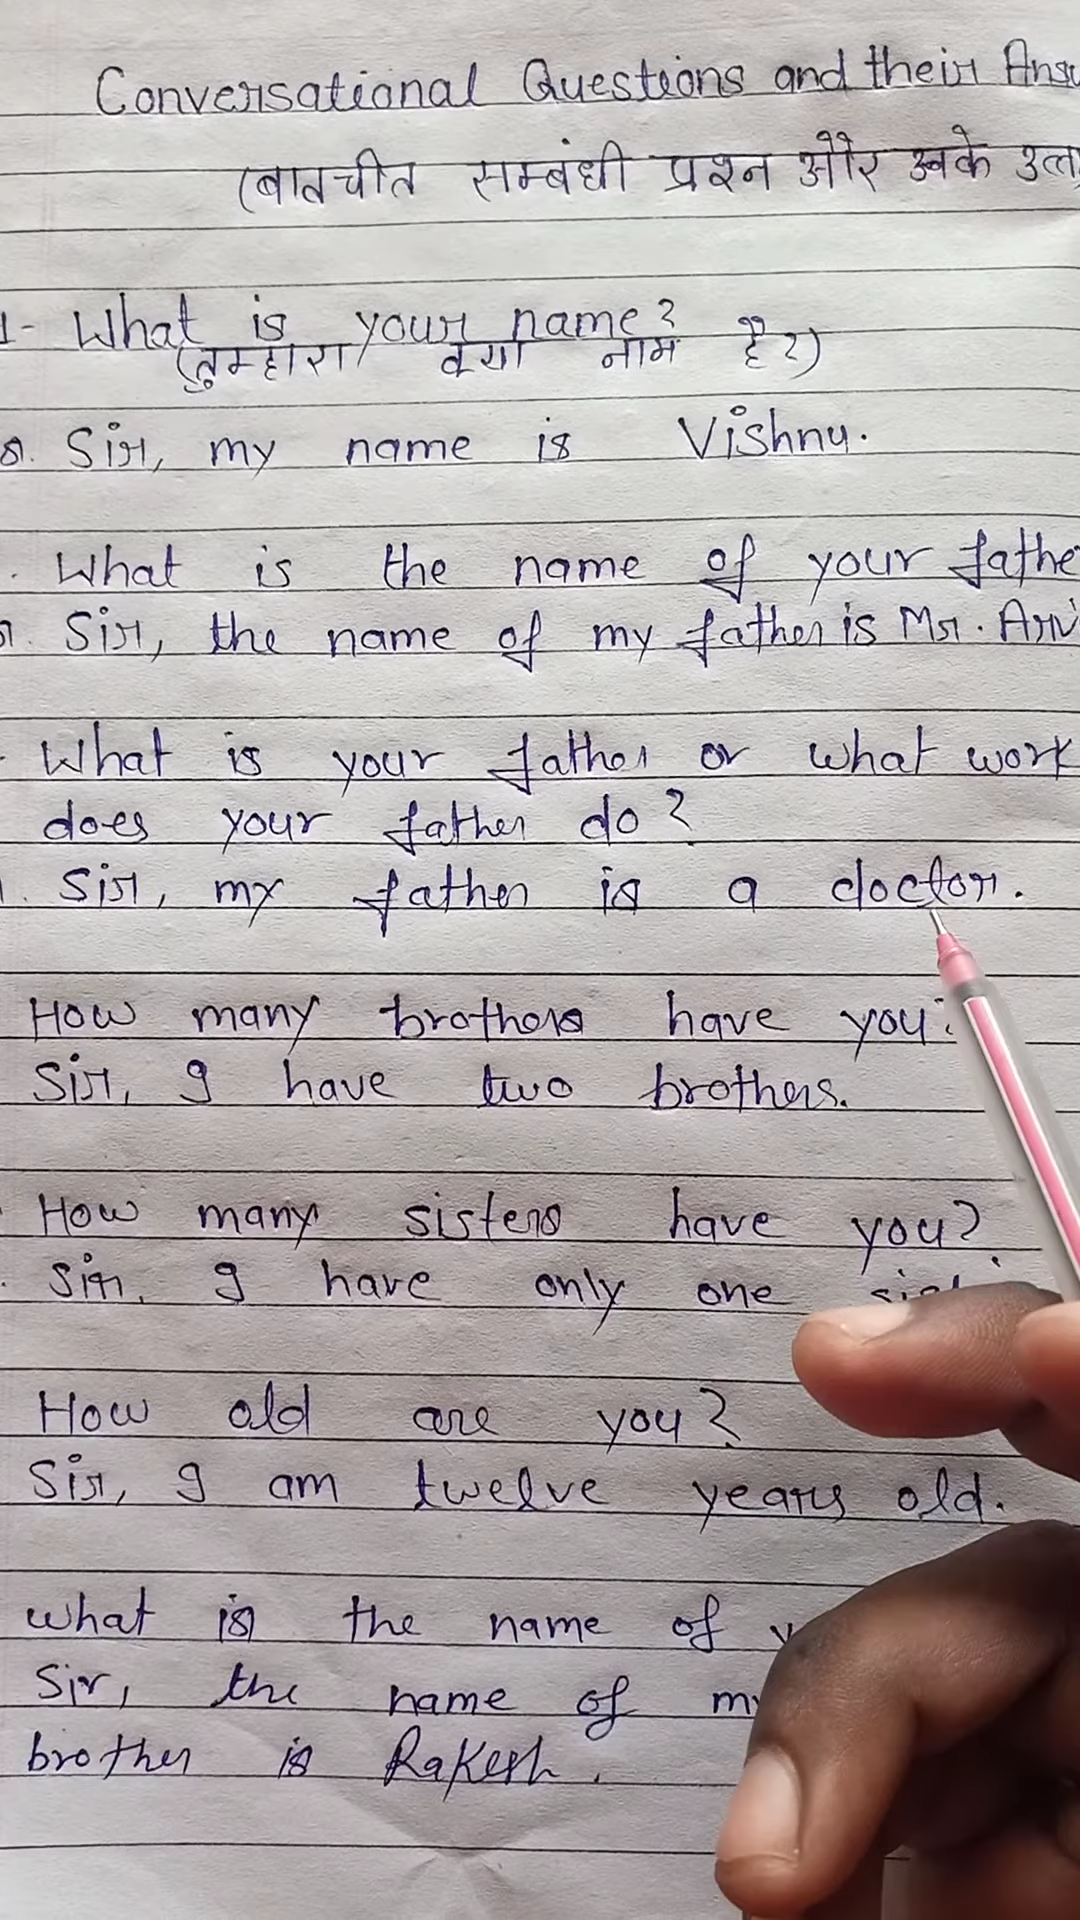 Conversational Questions and their
(बातचीत सम्बंधी प्रश्न और उनके
1- What is your name?
(तुम्हारा क्या नाम है?)
Sir, my name is Vishnu.
What is the name of your
Sir, the name of my father is Mr.
What is your father or what work
does your father do?
Sir, my father is a doctor.
How many brothers have you?
Sir, I have two brothers.
How many sisters have you?
Sir, I have only one
How old are you?
Sir, I am twelve years old.
what is the name of
Sir, the name of
brother is Rakesh.